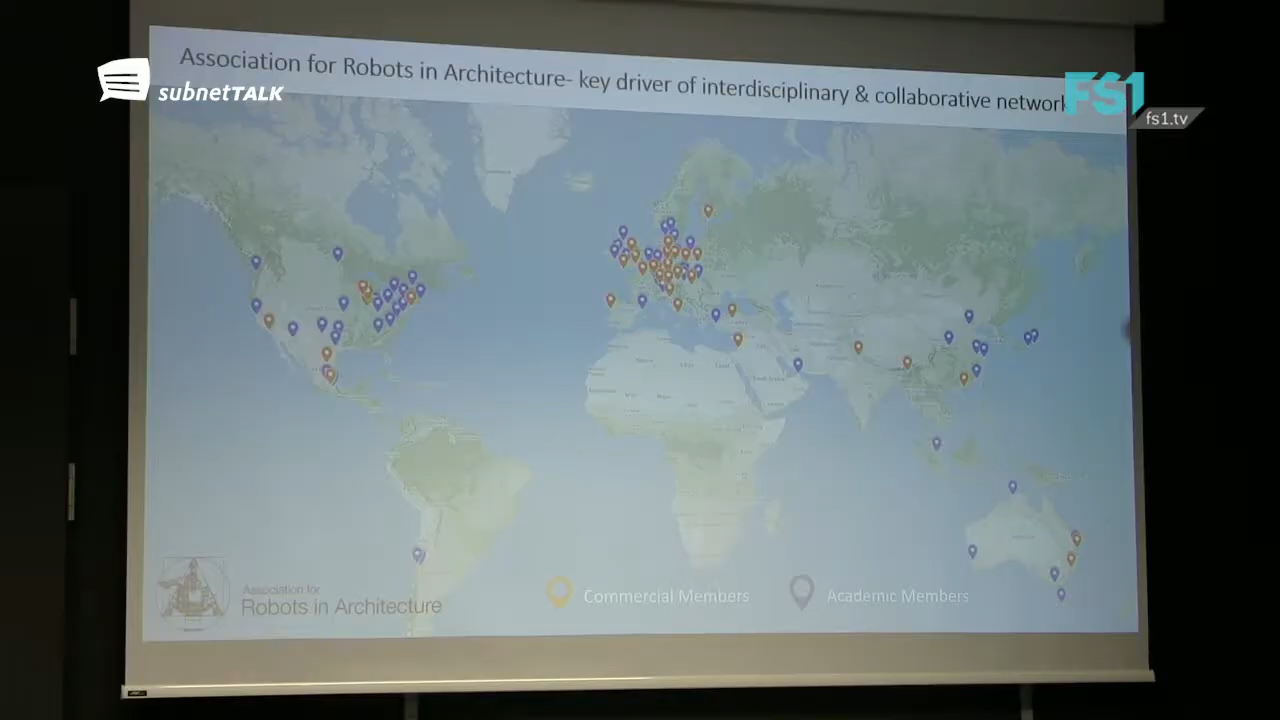 Association for Robots in Architecture- key driver of interdisciplinary & collaborative network
subnetTALK
FS1
fs1.tv
Association for
Robots in Architecture
Commercial Members
Academic Members